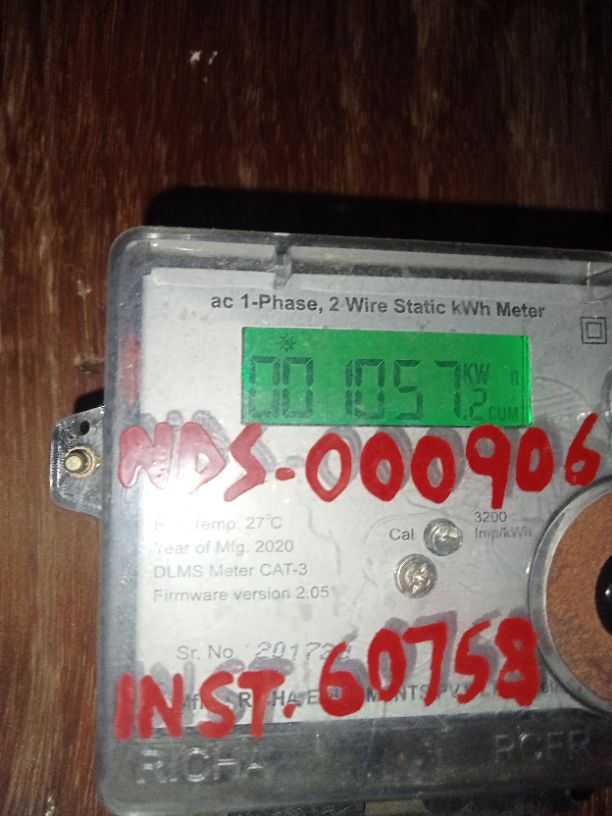 ac 1-Phase, 2 Wire Static kWh Meter
001057.2 KW h CUM
NDS-000906
Temp. 27°C
Cal
3200
Imp/kWh
Year of Mfg. 2020
DLMS Meter CAT-3
Firmware version 2.05
Sr. No.
INST. 60758
RICHA